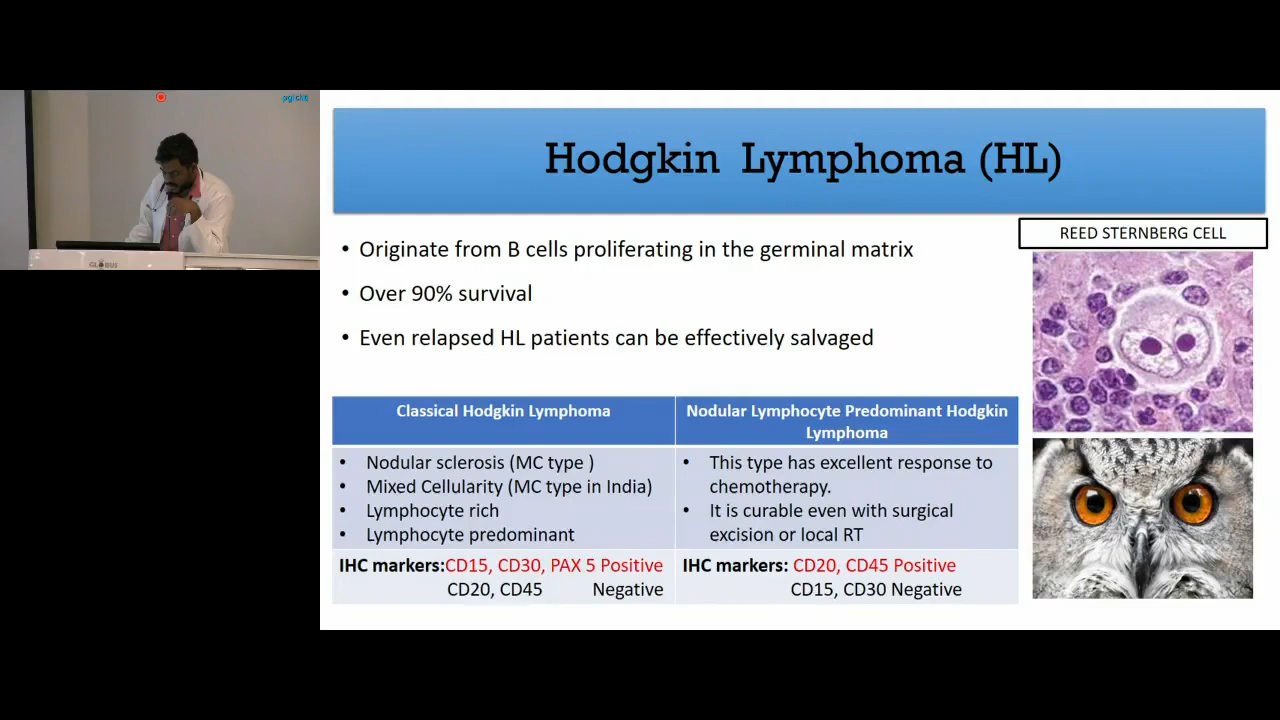 pgiclis
GLOBUS
Hodgkin Lymphoma (HL)
• Originate from B cells proliferating in the germinal matrix
• Over 90% survival
• Even relapsed HL patients can be effectively salvaged
REED STERNBERG CELL
Classical Hodgkin Lymphoma
• Nodular sclerosis (MC type )
• Mixed Cellularity (MC type in India)
• Lymphocyte rich
• Lymphocyte predominant
IHC markers:CD15, CD30, PAX 5 Positive
CD20, CD45 Negative
Nodular Lymphocyte Predominant Hodgkin
Lymphoma
• This type has excellent response to
chemotherapy.
• It is curable even with surgical
excision or local RT
IHC markers: CD20, CD45 Positive
CD15, CD30 Negative